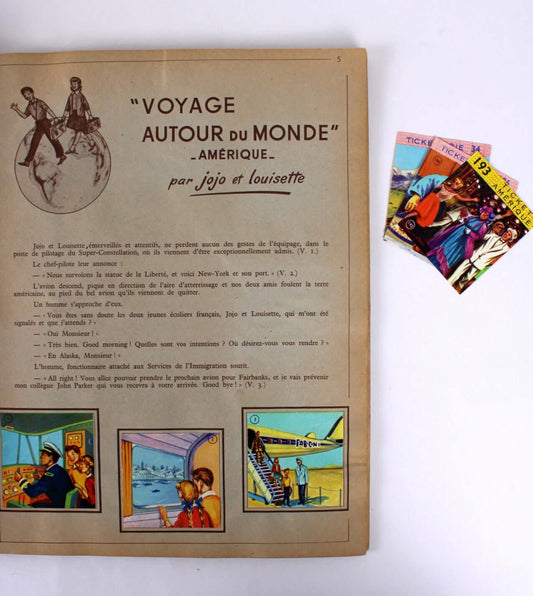 5
"VOYAGE
AUTOUR DU MONDE"
- AMÉRIQUE -
par jojo et louisette
Jojo et Louisette, émerveillés et attentifs, ne perdent aucun des gestes de l'équipage, dans le
poste de pilotage du Super-Constellation, où ils viennent d'être exceptionnellement admis. (V. 1.)
Le chef-pilote leur annonce :
— « Nous survolons la statue de la Liberté, et voici New-York et son port. » (V. 2.)
L'avion descend, pique en direction de l'aire d'atterrissage et nos deux amis foulent la terre
américaine, au pied du bel avion qu'ils viennent de quitter.
Un homme s'approche d'eux.
— « Vous êtes sans doute les deux jeunes écoliers français, Jojo et Louisette, qui m'ont été
signalés et que j'attends ? »
— « Oui Monsieur ! »
— « Très bien. Good morning ! Quelles sont vos intentions ? Où désirez-vous vous rendre ? »
— « En Alaska, Monsieur ! »
L'homme, fonctionnaire attaché aux Services de l'Immigration sourit.
— « All right ! Vous allez pouvoir prendre le prochain avion pour Fairbanks, et je vais prévenir
mon collègue John Parker qui vous recevra à votre arrivée. Good bye ! » (V. 3.)
1
2
3
TICKET
34
TICKET
193
TICKET
AMÉRIQUE